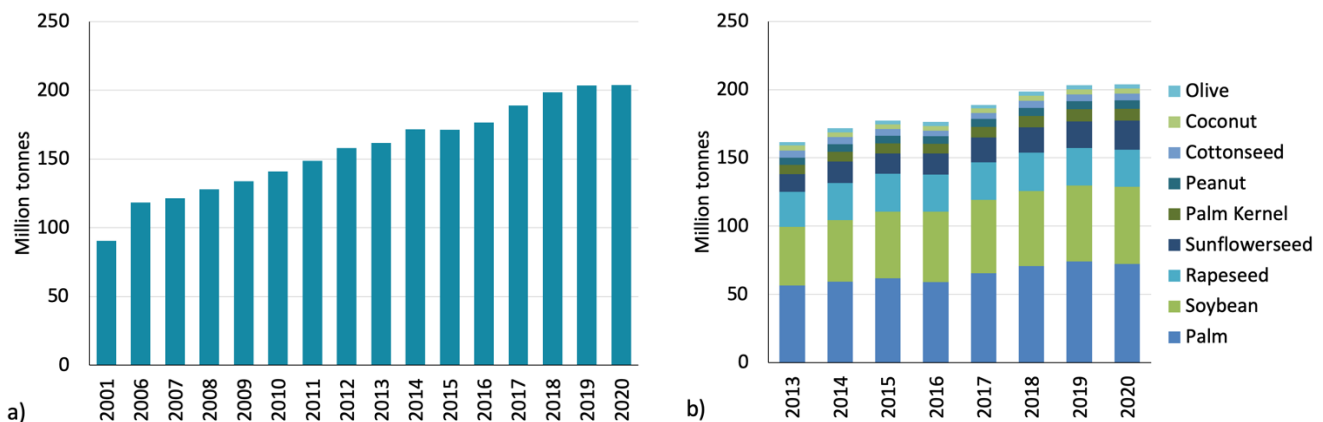 250
200
150
100
50
0
Million tonnes
2001
2006
2007
2008
2009
2010
2011
2012
2013
2014
2015
2016
2017
2018
2019
2020
a)
250
200
150
100
50
0
Million tonnes
2013
2014
2015
2016
2017
2018
2019
2020
b)
Olive
Coconut
Cottonseed
Peanut
Palm Kernel
Sunflowerseed
Rapeseed
Soybean
Palm